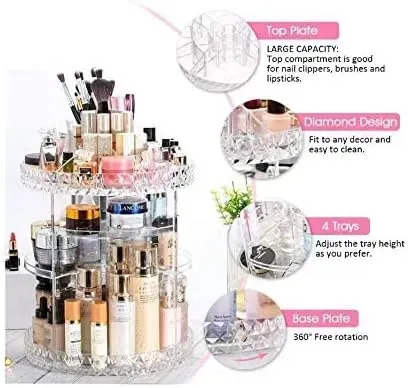 Top Plate
LARGE CAPACITY:
Top compartment is good
for nail clippers, brushes and
lipsticks.
Diamond Design
Fit to any decor and
easy to clean.
LANCÔME
4 Trays
Adjust the tray height
as you prefer.
Base Plate
360° Free rotation